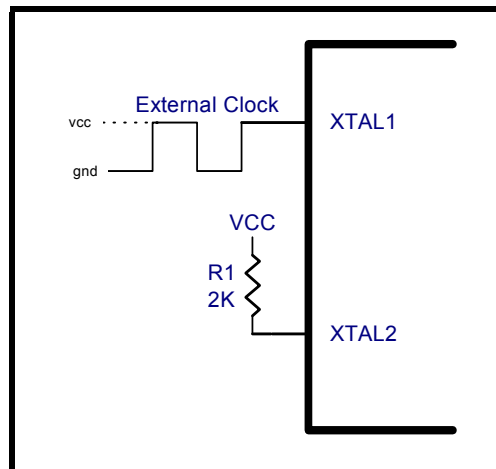 External Clock
vcc
XTAL1
gnd
VCC
R1
2K
XTAL2